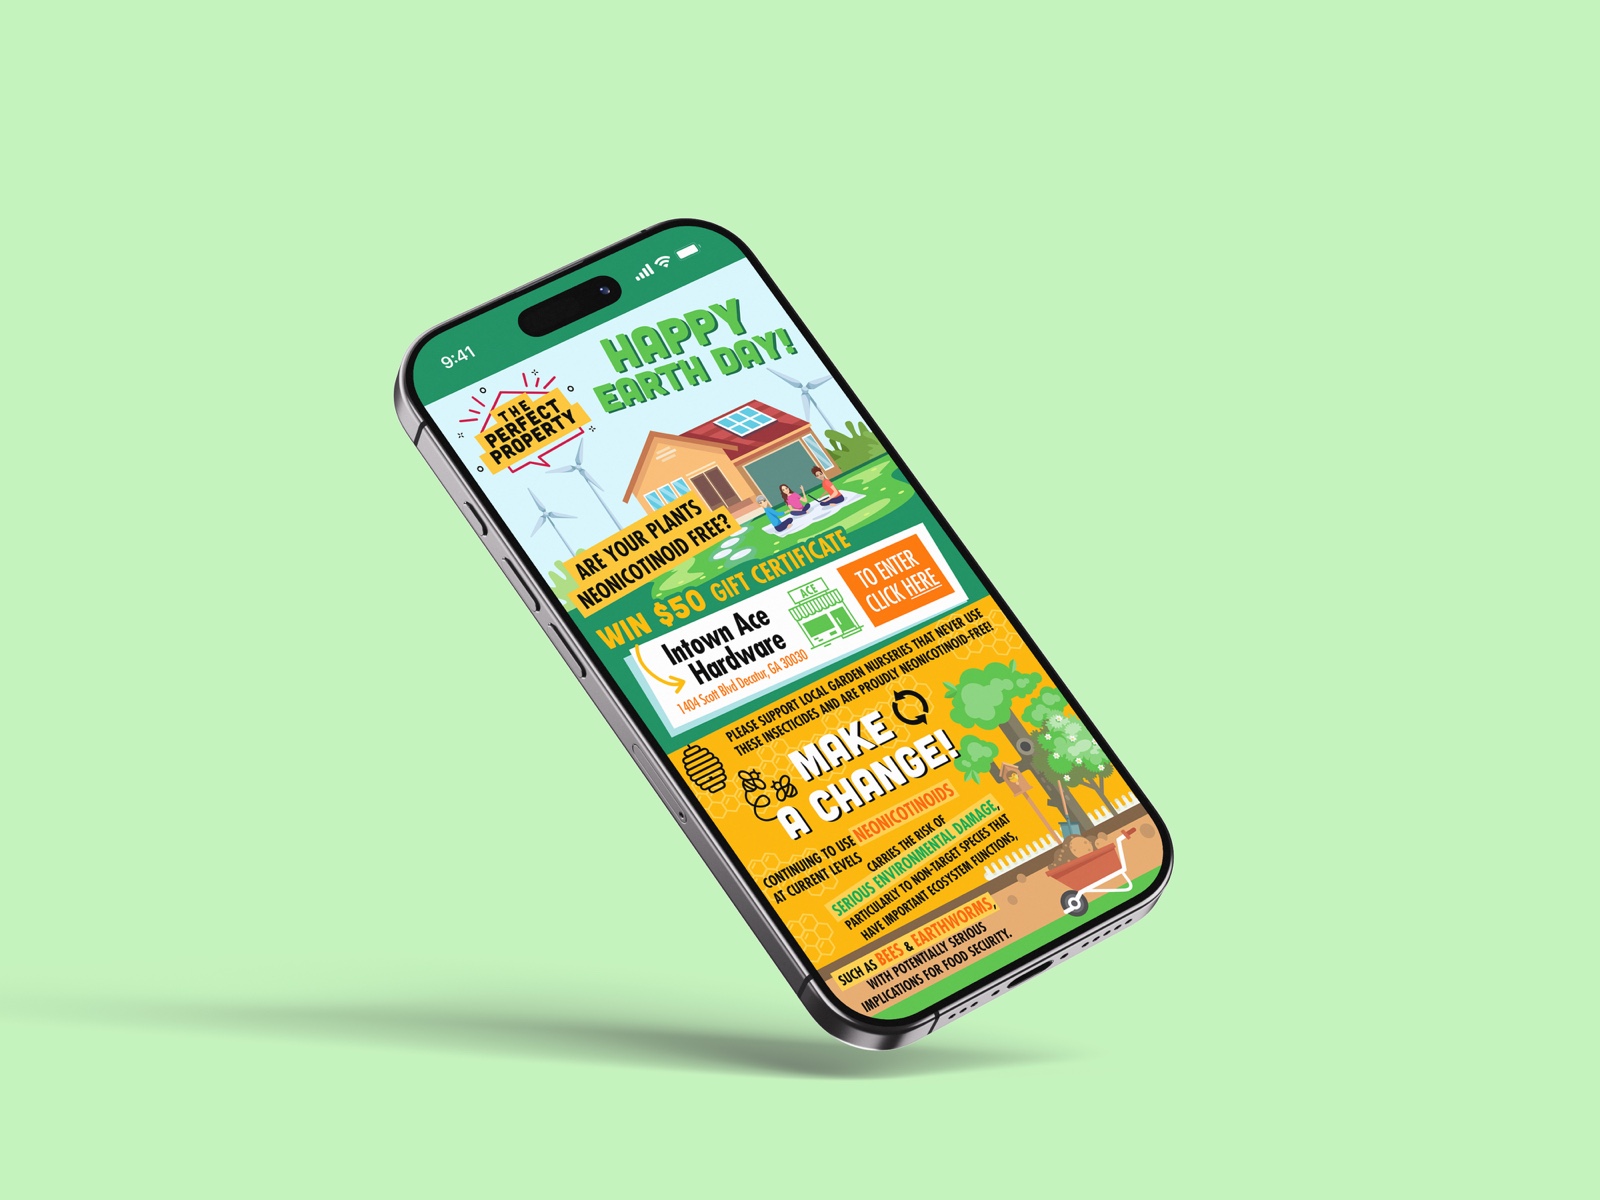 9:41
HAPPY
EARTH DAY!
THE
PERFECT
PROPERTY
ARE YOUR PLANTS
NEONICOTINOID FREE?
WIN $50 GIFT CERTIFICATE
Intown Ace
Hardware
1404 Scott Blvd Decatur, GA 30030
ACE
TO ENTER
CLICK HERE
PLEASE SUPPORT LOCAL GARDEN NURSERIES THAT NEVER USE
THESE INSECTICIDES AND ARE PROUDLY NEONICOTINOID-FREE!
MAKE
A CHANGE!
CONTINUING TO USE NEONICOTINOIDS
AT CURRENT LEVELS CARRIES THE RISK OF
SERIOUS ENVIRONMENTAL DAMAGE,
PARTICULARLY TO NON-TARGET SPECIES THAT
HAVE IMPORTANT ECOSYSTEM FUNCTIONS,
SUCH AS BEES & EARTHWORMS,
WITH POTENTIALLY SERIOUS
IMPLICATIONS FOR FOOD SECURITY.